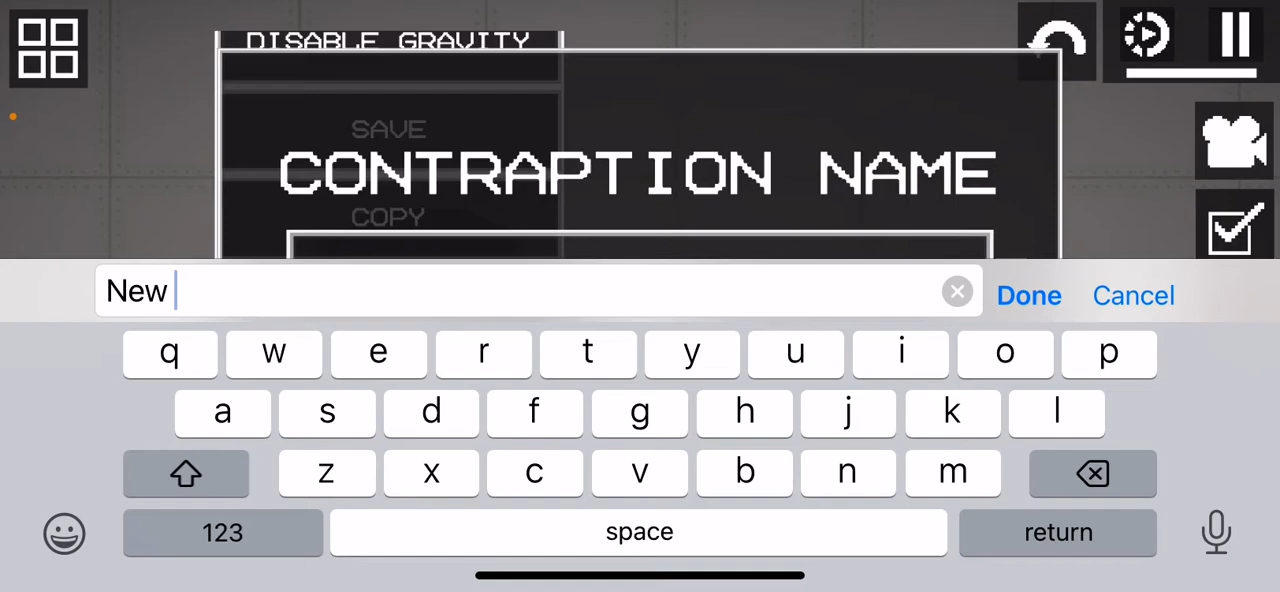 DISABLE GRAVITY
SAVE
CONTRAPTION NAME
COPY
New
Done
Cancel
q w e r t y u i o p
a s d f g h j k l
z x c v b n m
123
space
return